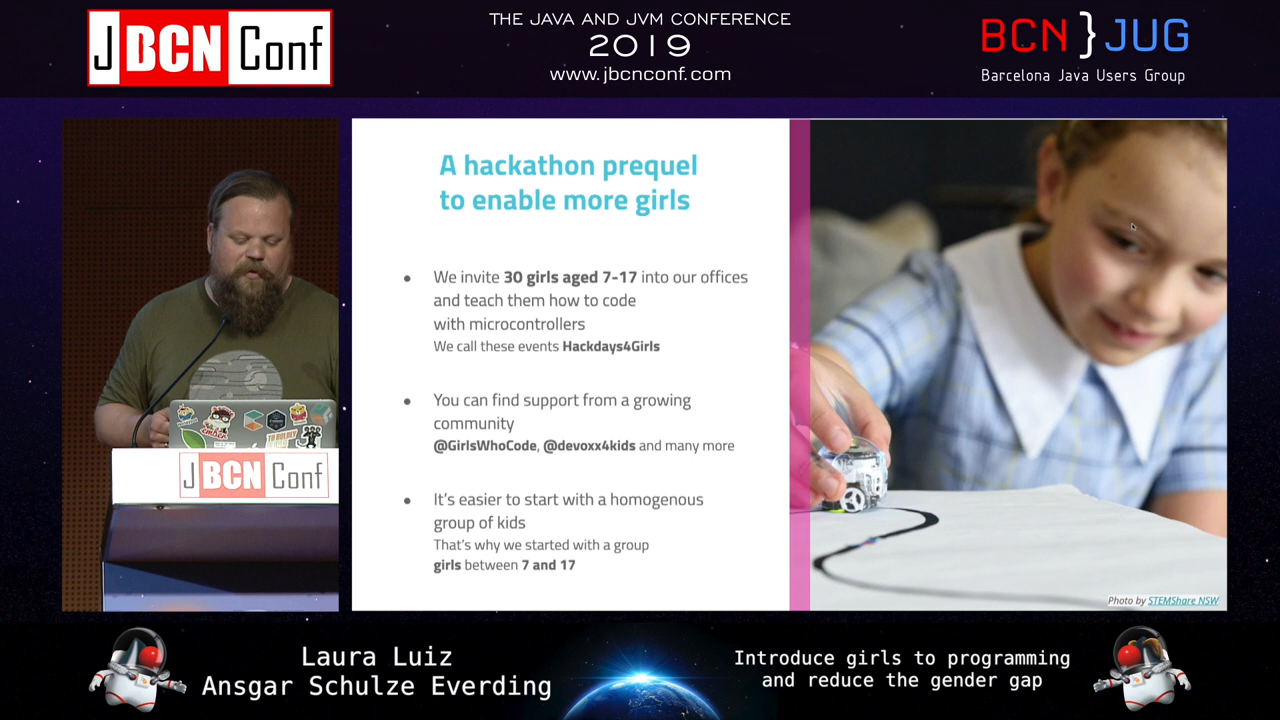 JBCNConf
THE JAVA AND JVM CONFERENCE
2019
www.jbcnconf.com
BCN}JUG
Barcelona Java Users Group
A hackathon prequel
to enable more girls
• We invite 30 girls aged 7-17 into our offices
and teach them how to code
with microcontrollers
We call these events Hackdays4Girls
• You can find support from a growing
community
@GirlsWhoCode, @devoxx4kids and many more
• It's easier to start with a homogenous
group of kids
That's why we started with a group
girls between 7 and 17
Photo by STEMShare NSW
TO BOLDLY
JBCNConf
Laura Luiz
Ansgar Schulze Everding
Introduce girls to programming
and reduce the gender gap